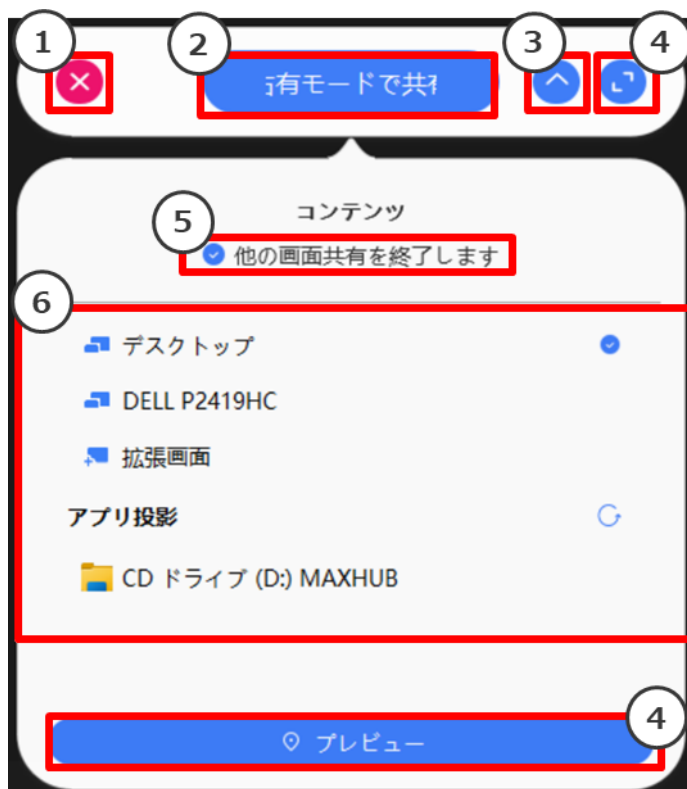 1
2
3
4
有モードで共
コンテンツ
5
他の画面共有を終了します
6
デスクトップ
DELL P2419HC
拡張画面
アプリ投影
CD ドライブ (D:) MAXHUB
4
プレビュー